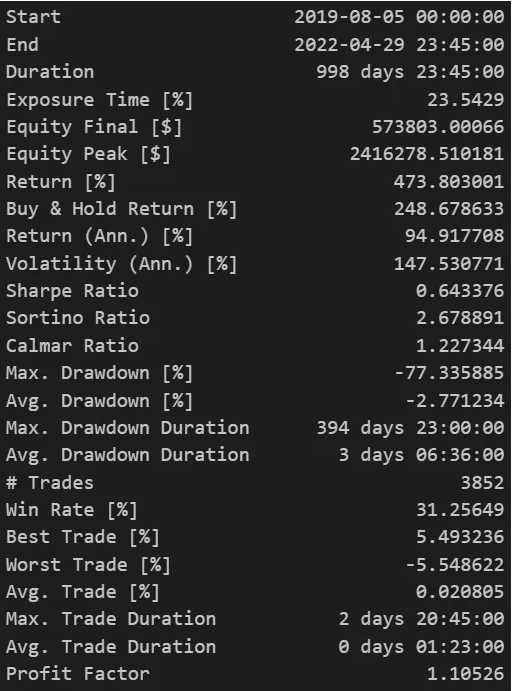 Start 2019-08-05 00:00:00
End 2022-04-29 23:45:00
Duration 998 days 23:45:00
Exposure Time [%] 23.5429
Equity Final [$] 573803.00066
Equity Peak [$] 2416278.510181
Return [%] 473.803001
Buy & Hold Return [%] 248.678633
Return (Ann.) [%] 94.917708
Volatility (Ann.) [%] 147.530771
Sharpe Ratio 0.643376
Sortino Ratio 2.678891
Calmar Ratio 1.227344
Max. Drawdown [%] -77.335885
Avg. Drawdown [%] -2.771234
Max. Drawdown Duration 394 days 23:00:00
Avg. Drawdown Duration 3 days 06:36:00
# Trades 3852
Win Rate [%] 31.25649
Best Trade [%] 5.493236
Worst Trade [%] -5.548622
Avg. Trade [%] 0.020805
Max. Trade Duration 2 days 20:45:00
Avg. Trade Duration 0 days 01:23:00
Profit Factor 1.10526